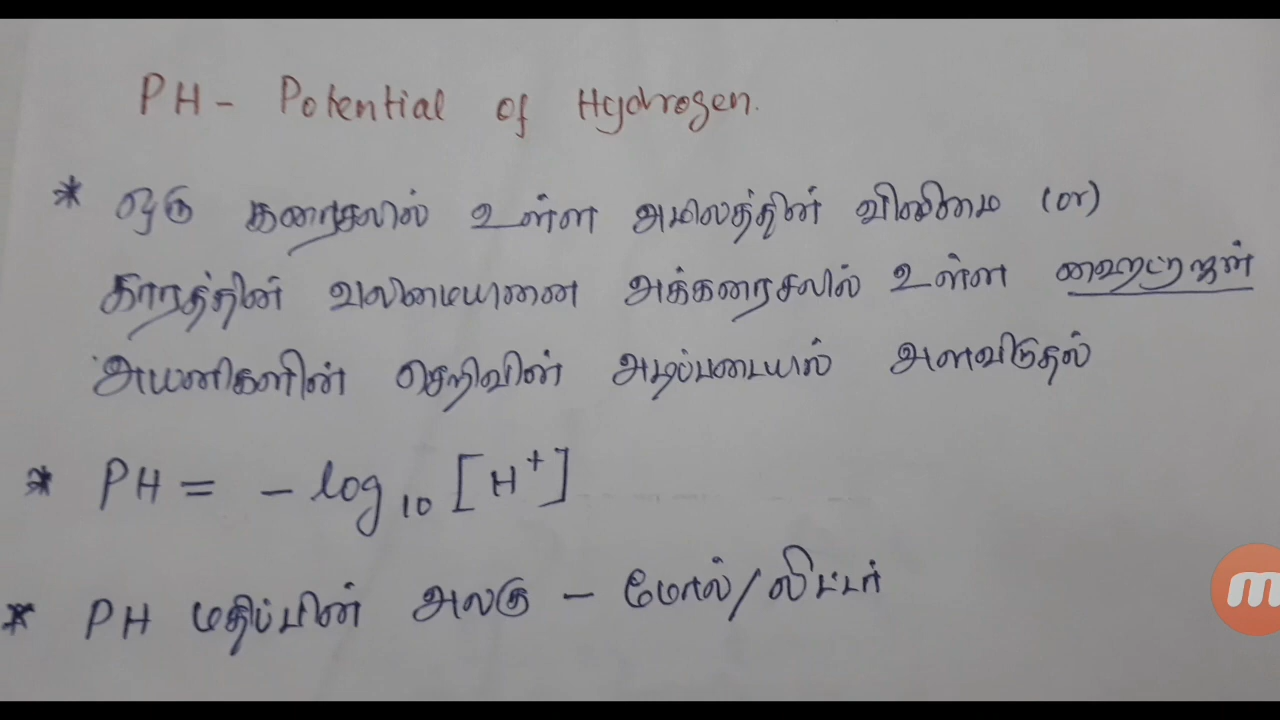 PH - Potential of Hydrogen.
* ஒரு கரைசலில் உள்ள அமிலத்தின் வலிமை (or)
காரத்தின் வலிமையானை அக்கரைசலில் உள்ள ஹைட்ரஜன்
அயனிகளின் செறிவின் அடிப்படையில் அளவிடுதல்
* PH = - log₁₀ [H⁺]
* PH மதிப்பின் அலகு - மோல்/லிட்டர்